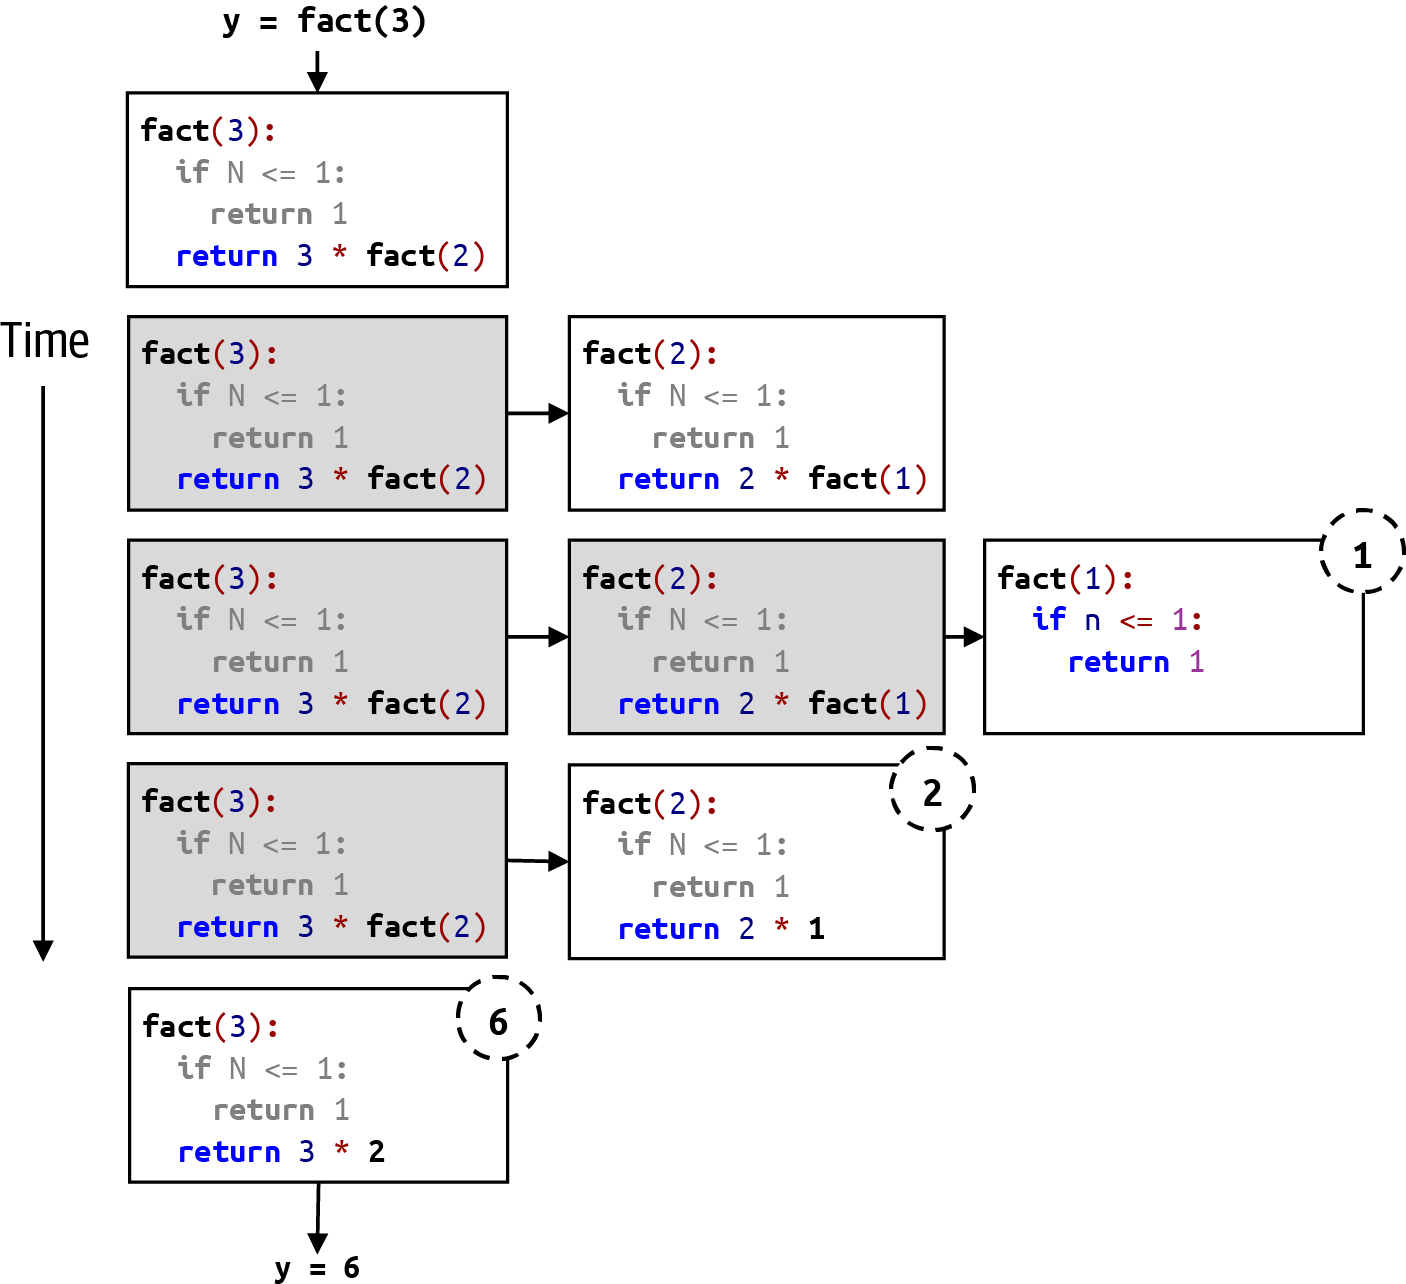 y = fact(3)
fact(3):
if N <= 1:
return 1
return 3 * fact(2)
Time
fact(3):
if N <= 1:
return 1
return 3 * fact(2)
fact(2):
if N <= 1:
return 1
return 2 * fact(1)
fact(3):
if N <= 1:
return 1
return 3 * fact(2)
fact(2):
if N <= 1:
return 1
return 2 * fact(1)
1
fact(1):
if n <= 1:
return 1
fact(3):
if N <= 1:
return 1
return 3 * fact(2)
2
fact(2):
if N <= 1:
return 1
return 2 * 1
6
fact(3):
if N <= 1:
return 1
return 3 * 2
y = 6